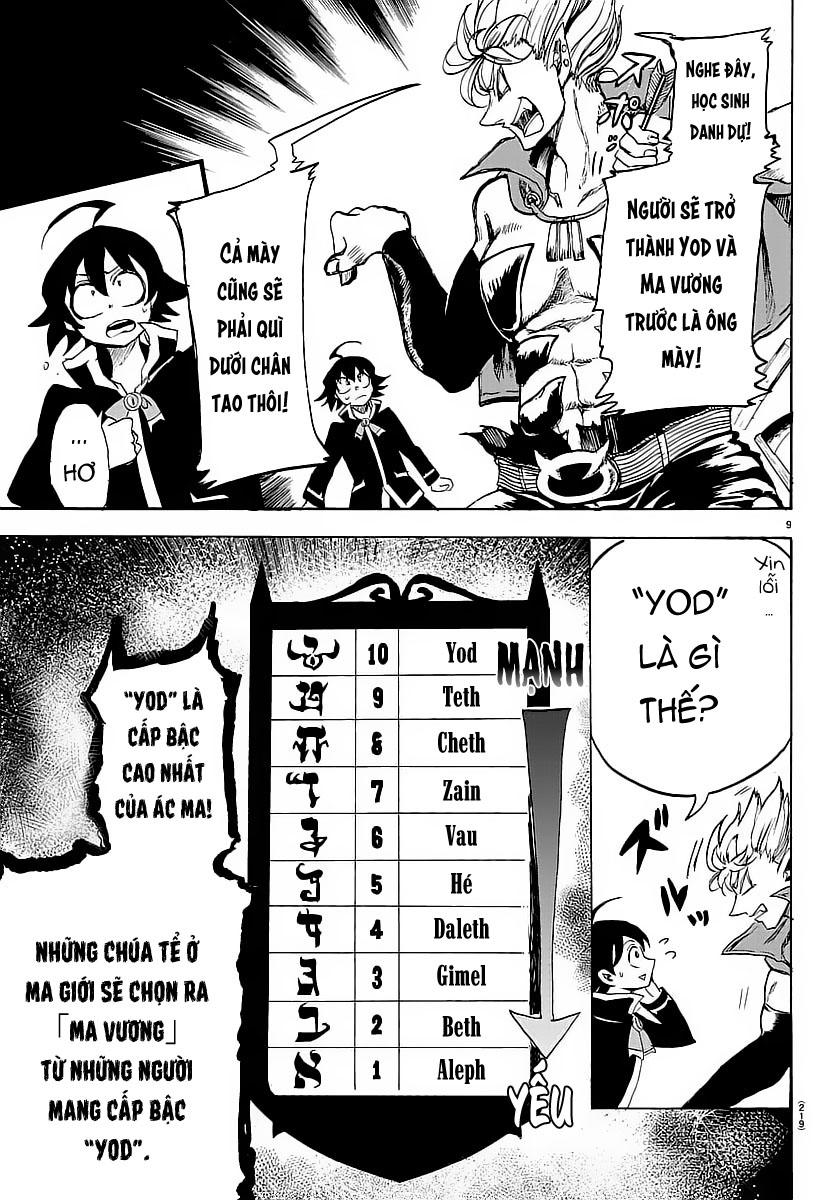 NGHE ĐÂY,
HỌC SINH
DANH DỰ!
NGƯỜI SẼ TRỞ
THÀNH YOD VÀ
MA VƯƠNG
TRƯỚC LÀ ÔNG
MÀY!
CẢ MÀY
CŨNG SẼ
PHẢI QUÌ
DƯỚI CHÂN
TAO THÔI!
...
HƠ
9
Xin
lỗi
...
"YOD"
LÀ GÌ
THẾ?
ズル
ズル
MẠNH
10 Yod
9 Teth
8 Cheth
7 Zain
6 Vau
5 Hé
4 Daleth
3 Gimel
2 Beth
1 Aleph
YẾU
"YOD" LÀ
CẤP BẬC
CAO NHẤT
CỦA ÁC MA!
NHỮNG CHÚA TỂ Ở
MA GIỚI SẼ CHỌN RA
「MA VƯƠNG」
TỪ NHỮNG NGƯỜI
MANG CẤP BẬC
"YOD".
(219)